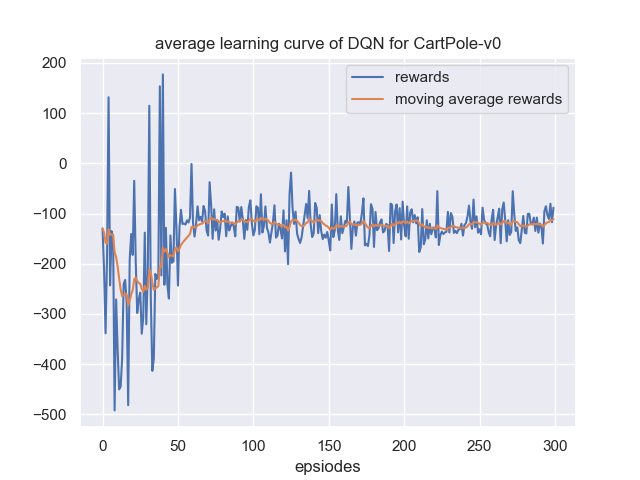 average learning curve of DQN for CartPole-v0
rewards
moving average rewards
200
100
0
−100
−200
−300
−400
−500
0 50 100 150 200 250 300
epsiodes